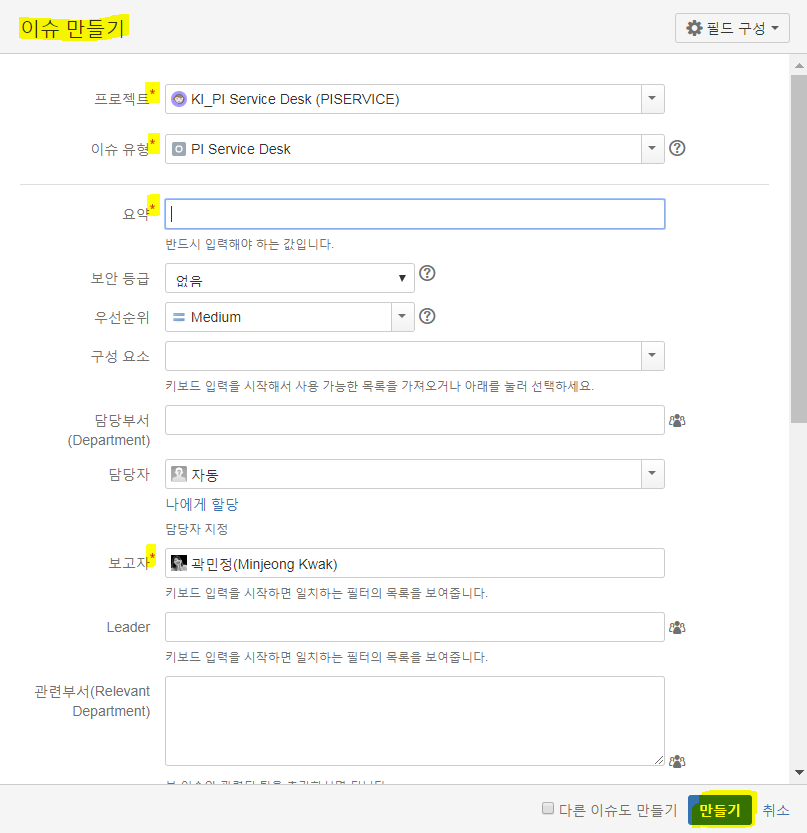 이슈 만들기
필드 구성
프로젝트*
KI_PI Service Desk (PISERVICE)
이슈 유형*
PI Service Desk
요약*
반드시 입력해야 하는 값입니다.
보안 등급
없음
우선순위
Medium
구성 요소
키보드 입력을 시작해서 사용 가능한 목록을 가져오거나 아래를 눌러 선택하세요.
담당부서
(Department)
담당자
자동
나에게 할당
담당자 지정
보고자*
곽민정(Minjeong Kwak)
키보드 입력을 시작하면 일치하는 필터의 목록을 보여줍니다.
Leader
키보드 입력을 시작하면 일치하는 필터의 목록을 보여줍니다.
관련부서(Relevant
Department)
다른 이슈도 만들기
만들기
취소